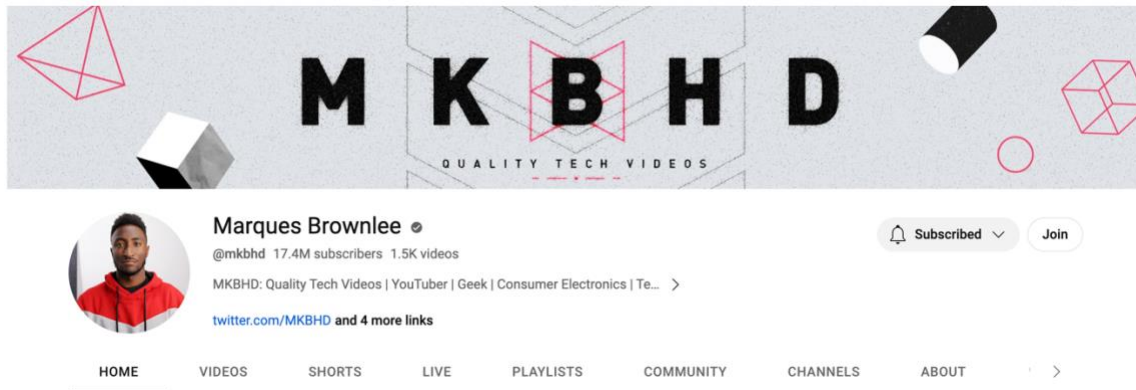 MKBHD
QUALITY TECH VIDEOS
Marques Brownlee
@mkbhd 17.4M subscribers 1.5K videos
Subscribed
Join
MKBHD: Quality Tech Videos | YouTuber | Geek | Consumer Electronics | Te...
twitter.com/MKBHD and 4 more links
HOME VIDEOS SHORTS LIVE PLAYLISTS COMMUNITY CHANNELS ABOUT